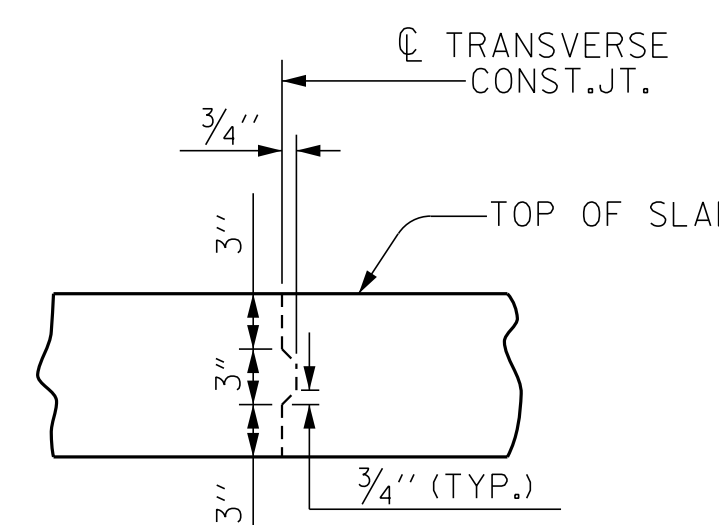 ℄ TRANSVERSE
CONST.JT.
3/4''
3''
TOP OF SLA
3"
3/4'' (TYP.)
3''